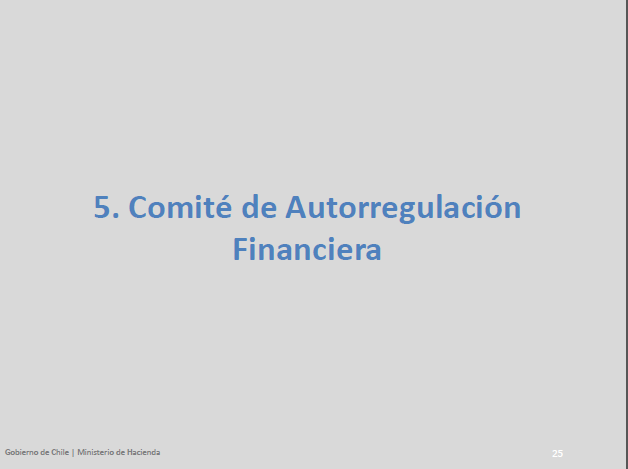 5. Comité de Autorregulación
Financiera
Gobierno de Chile | Ministerio de Hacienda
25